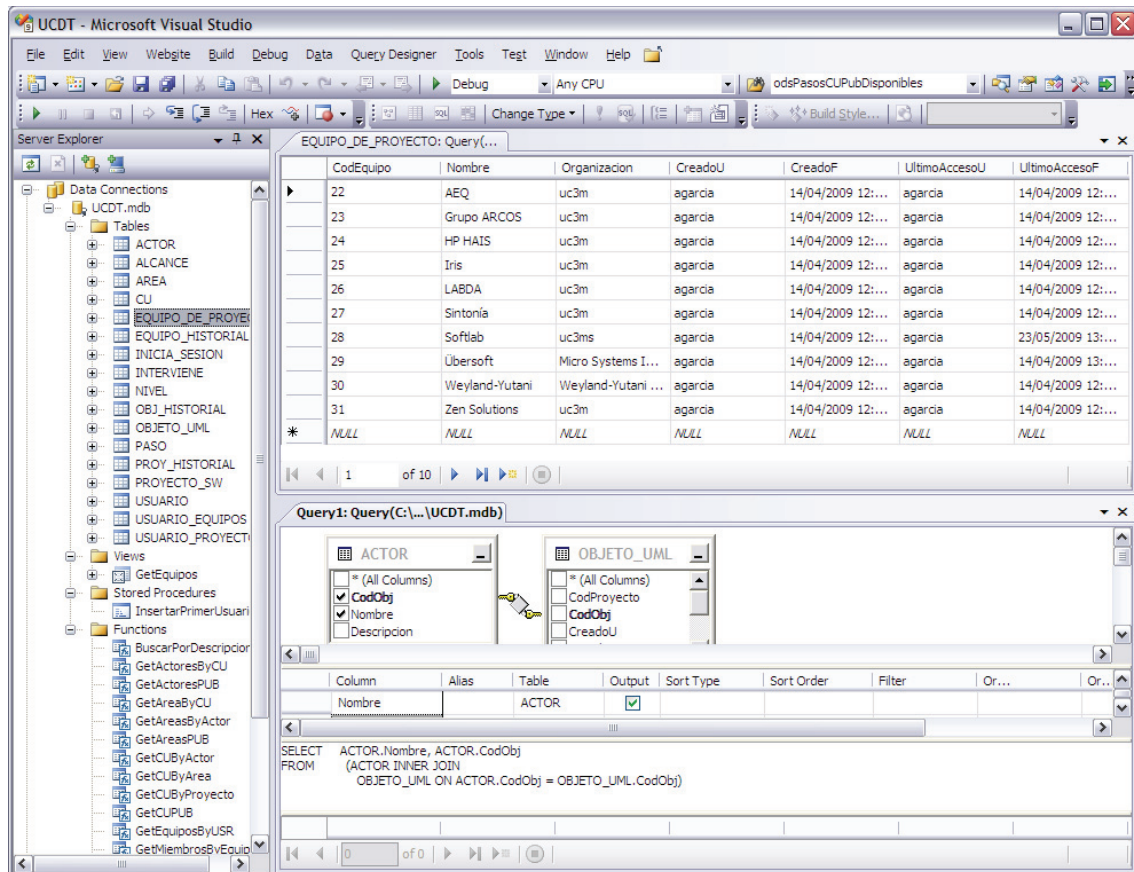 UCDT - Microsoft Visual Studio
File Edit View Website Build Debug Data Query Designer Tools Test Window Help
Debug Any CPU odsPasosCUPubDisponibles
Hex Change Type Build Style...
Server Explorer
Data Connections
UCDT.mdb
Tables
ACTOR
ALCANCE
AREA
CU
EQUIPO_DE_PROYE
EQUIPO_HISTORIAL
INICIA_SESION
INTERVIENE
NIVEL
OBJ_HISTORIAL
OBJETO_UML
PASO
PROY_HISTORIAL
PROYECTO_SW
USUARIO
USUARIO_EQUIPOS
USUARIO_PROYECT
Views
GetEquipos
Stored Procedures
InsertarPrimerUsuari
Functions
BuscarPorDescripcion
GetActoresByCU
GetActoresPUB
GetAreaByCU
GetAreasByActor
GetAreasPUB
GetCUByActor
GetCUByArea
GetCUByProyecto
GetCUPUB
GetEquiposByUSR
GetMiembrosByEquip
EQUIPO_DE_PROYECTO: Query(...
CodEquipo Nombre Organizacion CreadoU CreadoF UltimoAccesoU UltimoAccesoF
22 AEQ uc3m agarcia 14/04/2009 12:... agarcia 14/04/2009 12:...
23 Grupo ARCOS uc3m agarcia 14/04/2009 12:... agarcia 14/04/2009 12:...
24 HP HAIS uc3m agarcia 14/04/2009 12:... agarcia 14/04/2009 12:...
25 Iris uc3m agarcia 14/04/2009 12:... agarcia 14/04/2009 12:...
26 LABDA uc3m agarcia 14/04/2009 12:... agarcia 14/04/2009 12:...
27 Sintonía uc3m agarcia 14/04/2009 12:... agarcia 14/04/2009 12:...
28 Softlab uc3ms agarcia 14/04/2009 12:... agarcia 23/05/2009 13:...
29 Übersoft Micro Systems I... agarcia 14/04/2009 12:... agarcia 14/04/2009 13:...
30 Weyland-Yutani Weyland-Yutani ... agarcia 14/04/2009 12:... agarcia 14/04/2009 12:...
31 Zen Solutions uc3m agarcia 14/04/2009 12:... agarcia 14/04/2009 12:...
NULL NULL NULL NULL NULL NULL NULL
1 of 10
Query1: Query(C:\...\UCDT.mdb)
ACTOR
* (All Columns)
CodObj
Nombre
Descripcion
OBJETO_UML
* (All Columns)
CodProyecto
CodObj
CreadoU
Column Alias Table Output Sort Type Sort Order Filter Or... Or...
Nombre ACTOR
SELECT ACTOR.Nombre, ACTOR.CodObj
FROM (ACTOR INNER JOIN
OBJETO_UML ON ACTOR.CodObj = OBJETO_UML.CodObj)
0 of 0